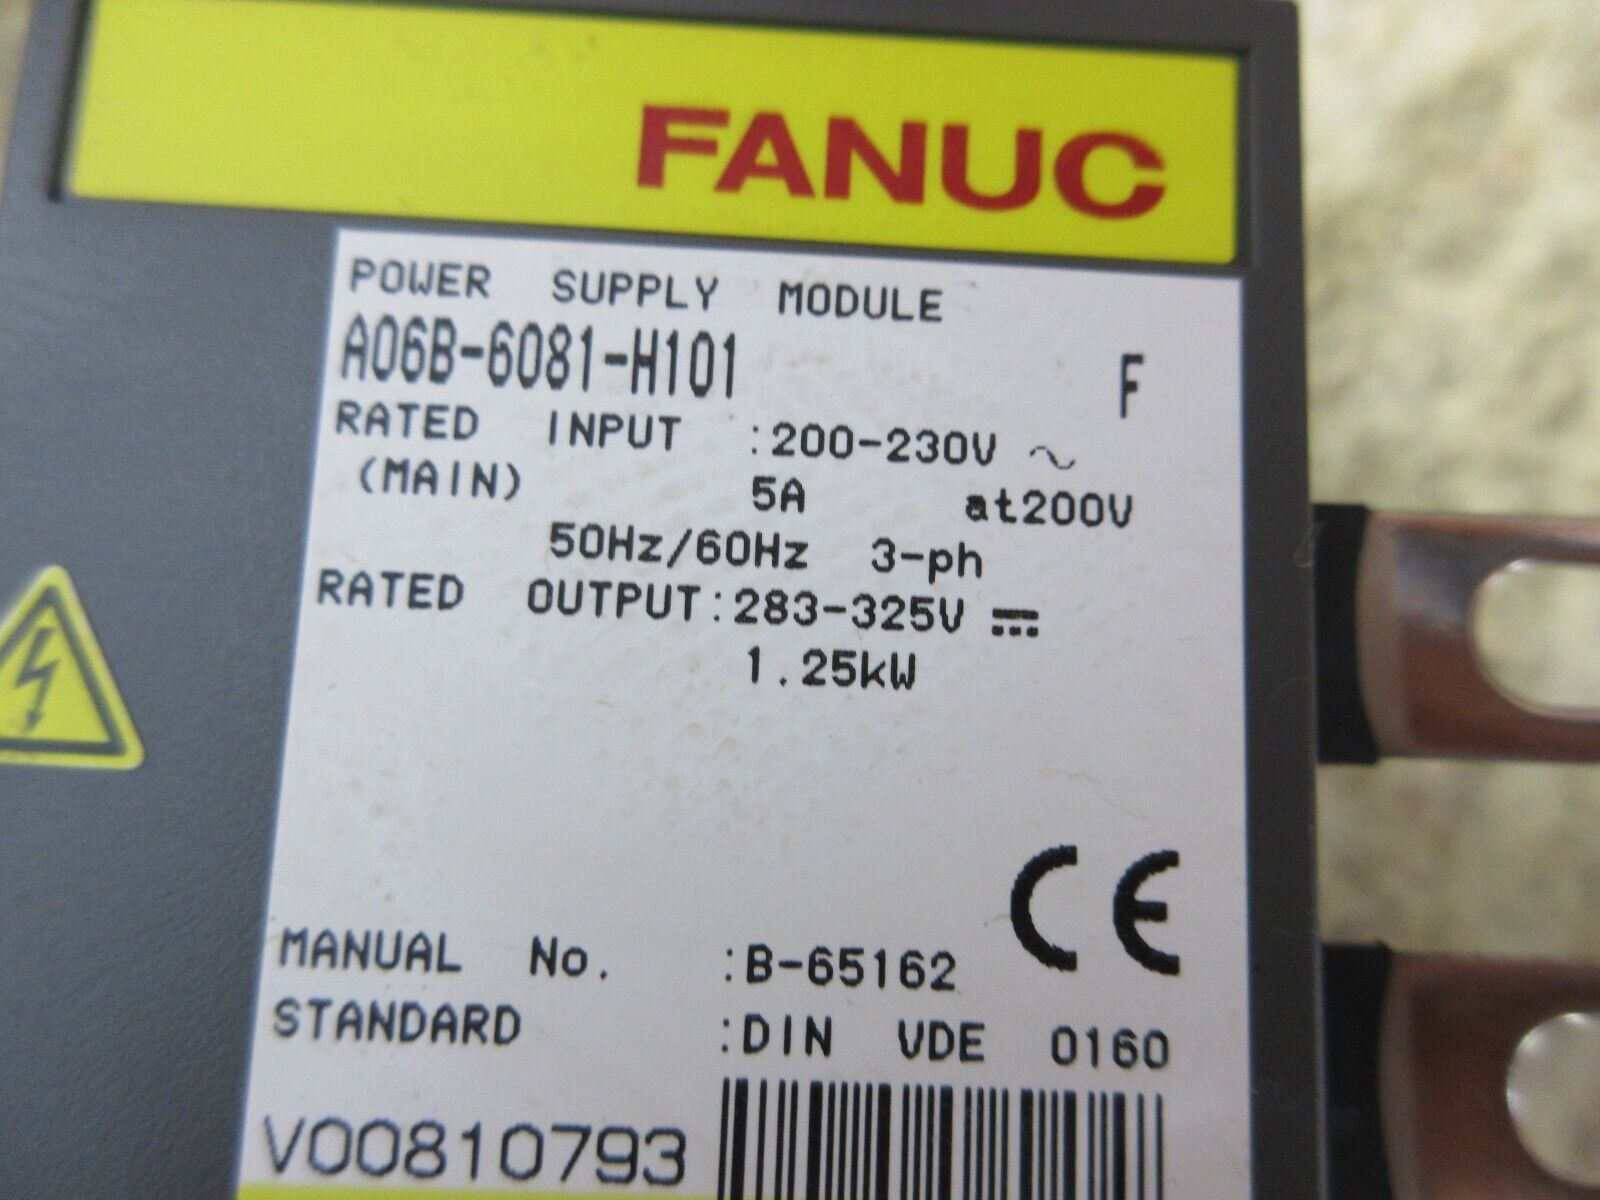 FANUC
POWER SUPPLY MODULE
A06B-6081-H101 F
RATED INPUT :200-230V ~
(MAIN) 5A at200V
50Hz/60Hz 3-ph
RATED OUTPUT:283-325V ⎓
1.25kW
CE
MANUAL No. :B-65162
STANDARD :DIN VDE 0160
V00810793